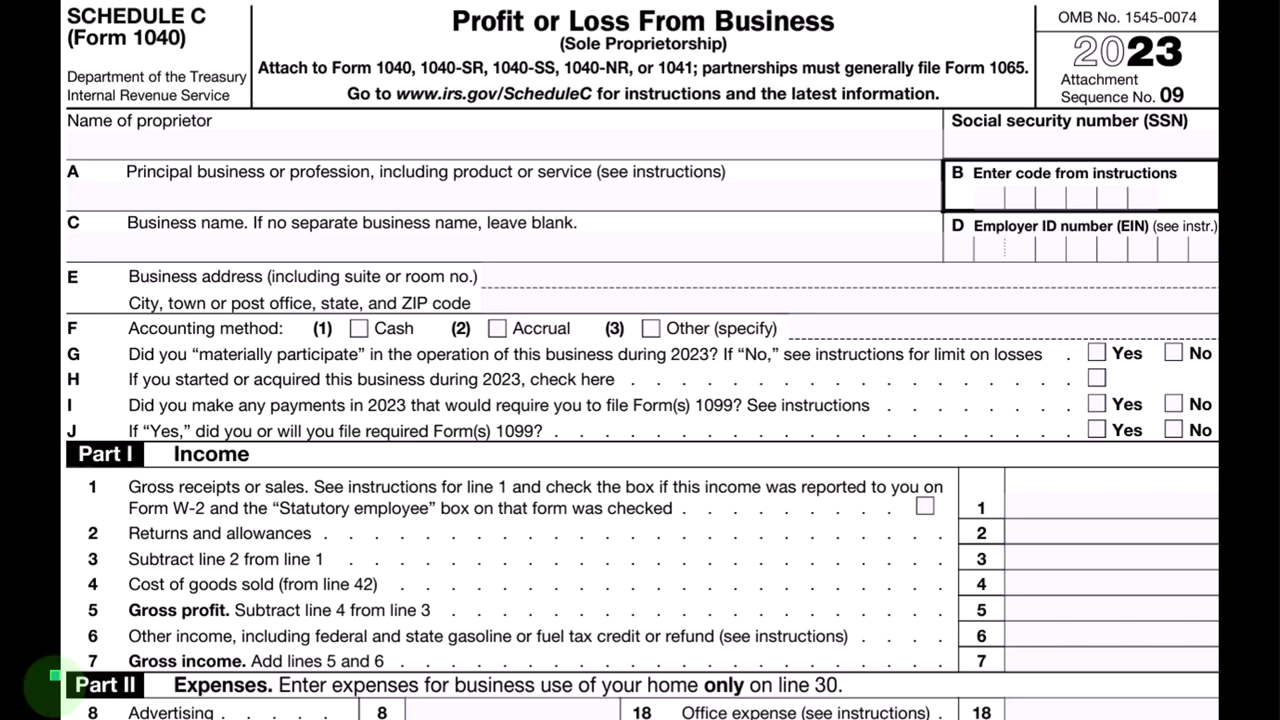 SCHEDULE C
(Form 1040)
Department of the Treasury
Internal Revenue Service
Profit or Loss From Business
(Sole Proprietorship)
Attach to Form 1040, 1040-SR, 1040-SS, 1040-NR, or 1041; partnerships must generally file Form 1065.
Go to www.irs.gov/ScheduleC for instructions and the latest information.
OMB No. 1545-0074
2023
Attachment
Sequence No. 09
Name of proprietor
Social security number (SSN)
A Principal business or profession, including product or service (see instructions)
B Enter code from instructions
C Business name. If no separate business name, leave blank.
D Employer ID number (EIN) (see instr.)
E Business address (including suite or room no.)
City, town or post office, state, and ZIP code
F Accounting method: (1) Cash (2) Accrual (3) Other (specify)
G Did you “materially participate” in the operation of this business during 2023? If “No,” see instructions for limit on losses . Yes No
H If you started or acquired this business during 2023, check here . . . . . . . . . . . . . . . . . .
I Did you make any payments in 2023 that would require you to file Form(s) 1099? See instructions . . . . . . . Yes No
J If “Yes,” did you or will you file required Form(s) 1099? . . . . . . . . . . . . . . . . . . Yes No
Part I Income
1 Gross receipts or sales. See instructions for line 1 and check the box if this income was reported to you on
Form W-2 and the “Statutory employee” box on that form was checked . . . . . . . . . 1
2 Returns and allowances . . . . . . . . . . . . . . . . . . . . . 2
3 Subtract line 2 from line 1 . . . . . . . . . . . . . . . . . . . . 3
4 Cost of goods sold (from line 42) . . . . . . . . . . . . . . . . . . 4
5 Gross profit. Subtract line 4 from line 3 . . . . . . . . . . . . . . . . 5
6 Other income, including federal and state gasoline or fuel tax credit or refund (see instructions) . . . . 6
7 Gross income. Add lines 5 and 6 . . . . . . . . . . . . . . . . . . 7
Part II Expenses. Enter expenses for business use of your home only on line 30.
8 Advertising . . . . . 8
18 Office expense (see instructions) . 18